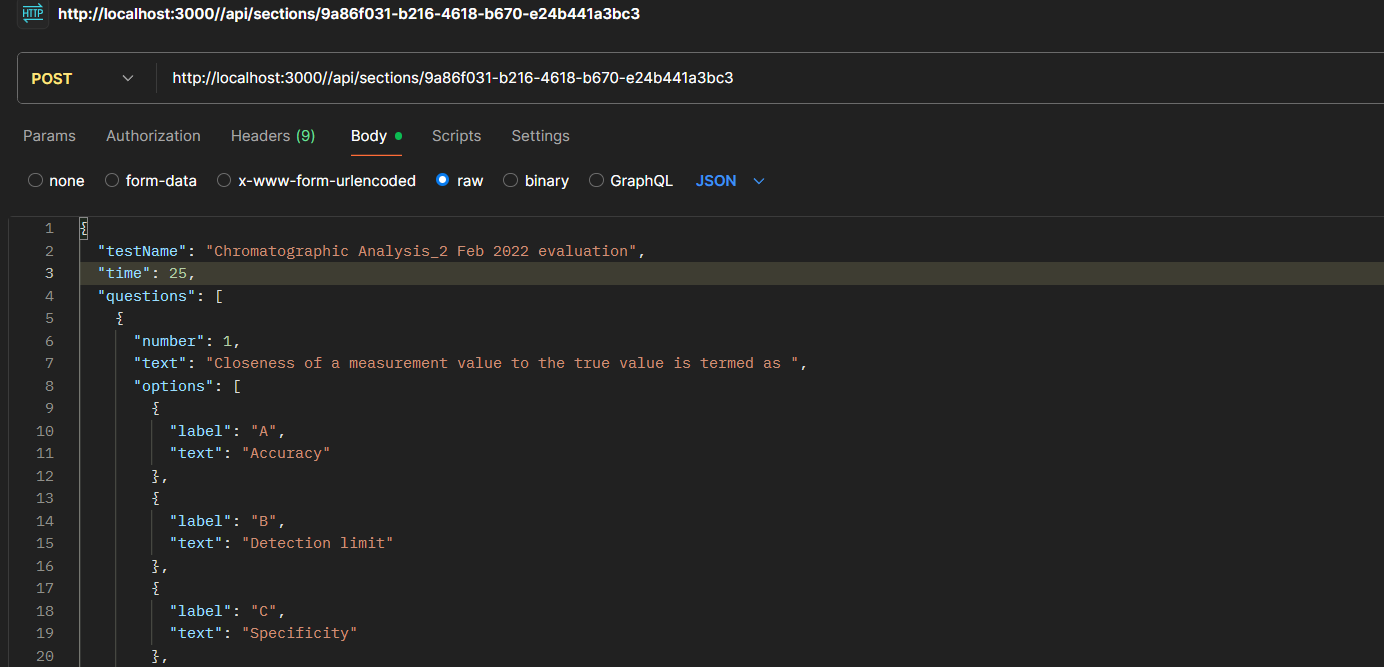 HTTP http://localhost:3000//api/sections/9a86f031-b216-4618-b670-e24b441a3bc3
POST http://localhost:3000//api/sections/9a86f031-b216-4618-b670-e24b441a3bc3
Params Authorization Headers (9) Body Scripts Settings
none form-data x-www-form-urlencoded raw binary GraphQL JSON
1 {
2 "testName": "Chromatographic Analysis_2 Feb 2022 evaluation",
3 "time": 25,
4 "questions": [
5 {
6 "number": 1,
7 "text": "Closeness of a measurement value to the true value is termed as ",
8 "options": [
9 {
10 "label": "A",
11 "text": "Accuracy"
12 },
13 {
14 "label": "B",
15 "text": "Detection limit"
16 },
17 {
18 "label": "C",
19 "text": "Specificity"
20 },